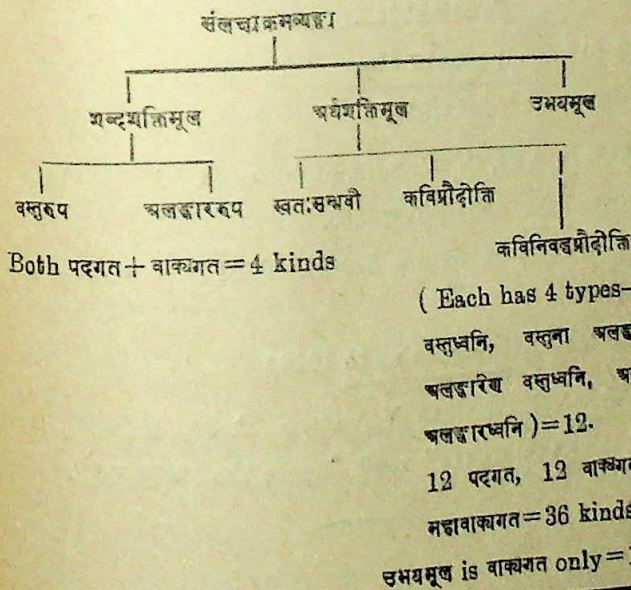 संलच्यक्रमव्यङ्ग्य
शब्दशक्तिमूल अर्थशक्तिमूल उभयमूल
वस्तुरूप अलङ्काररूप स्वतःसम्भवी कविप्रौढोक्ति
कविनिवद्धप्रौढोक्ति
Both पदगत + वाक्यगत = 4 kinds
( Each has 4 types-
वस्तुध्वनि, वस्तुना
अलङ्कारेण वस्तुध्वनि,
अलङ्कारध्वनि ) = 12.
12 पदगत, 12
महावाक्यगत = 36 kinds
उभयमूल is वाक्यगत only =